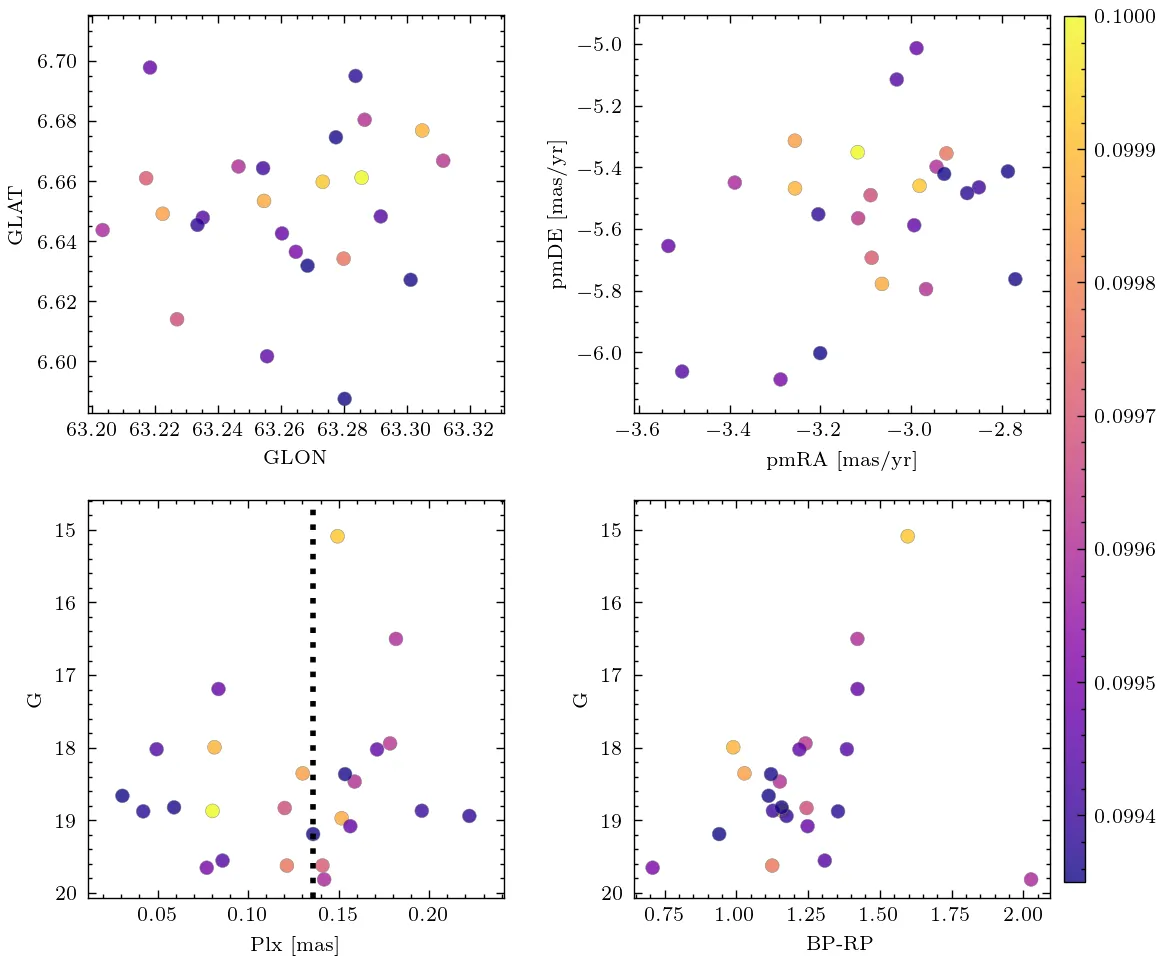 6.70
6.68
6.66
6.64
6.62
6.60
GLAT
63.20 63.22 63.24 63.26 63.28 63.30 63.32
GLON
−5.0
−5.2
−5.4
−5.6
−5.8
−6.0
pmDE [mas/yr]
−3.6 −3.4 −3.2 −3.0 −2.8
pmRA [mas/yr]
15
16
17
18
19
20
G
0.05 0.10 0.15 0.20
Plx [mas]
15
16
17
18
19
20
G
0.75 1.00 1.25 1.50 1.75 2.00
BP-RP
0.1000
0.0999
0.0998
0.0997
0.0996
0.0995
0.0994